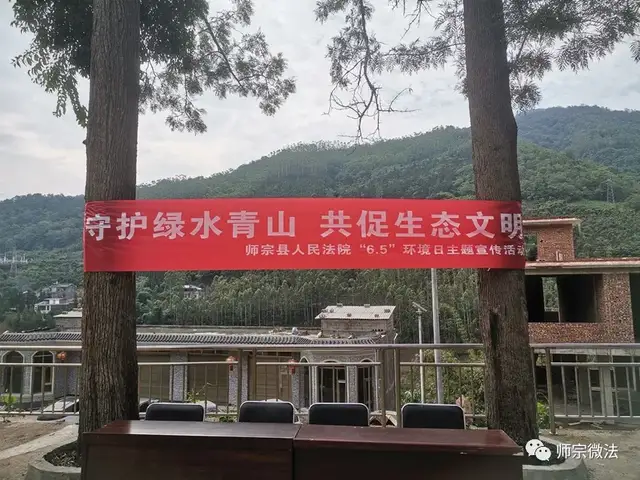 守护绿水青山 共促生态文明
师宗县人民法院“6.5”环境日主题宣传活动
师宗微法